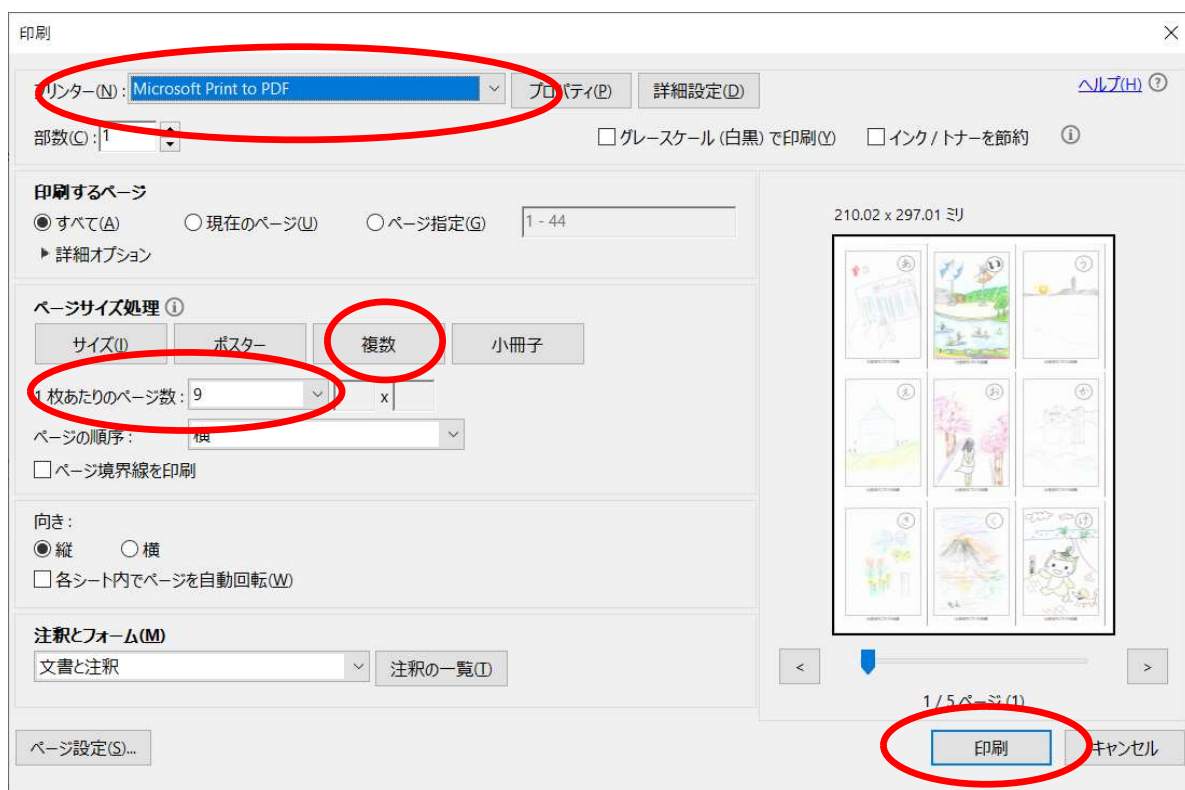 印刷
プリンター(N) : Microsoft Print to PDF プロパティ(P) 詳細設定(D) ヘルプ(H)
部数(C) : 1 グレースケール (白黒) で印刷(Y) インク / トナーを節約
印刷するページ
すべて(A) 現在のページ(U) ページ指定(G) 1 - 44
詳細オプション
210.02 x 297.01 ミリ
ページサイズ処理
サイズ(I) ポスター 複数 小冊子
1 枚あたりのページ数 : 9 x
ページの順序 : 横
ページ境界線を印刷
向き :
縦 横
各シート内でページを自動回転(W)
注釈とフォーム(M)
文書と注釈 注釈の一覧(T)
あ い う
え お か
き く け
< >
1 / 5 ページ (1)
ページ設定(S)... 印刷 キャンセル